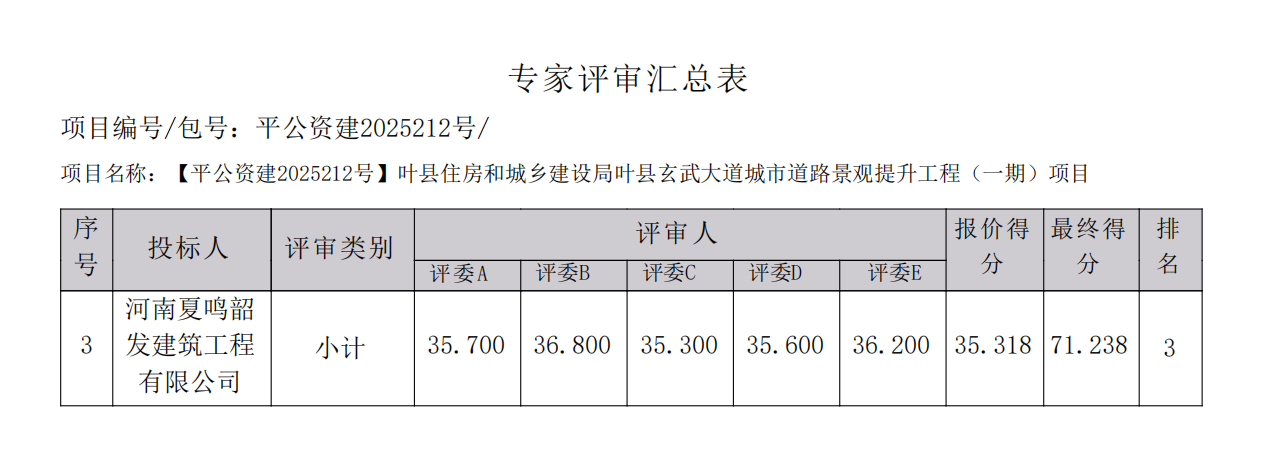 专家评审汇总表
项目编号/包号：平公资建2025212号/
项目名称：【平公资建2025212号】叶县住房和城乡建设局叶县玄武大道城市道路景观提升工程（一期）项目
序号 投标人 评审类别 评审人 报价得分 最终得分 排名
评委A 评委B 评委C 评委D 评委E
3 河南夏鸣韶发建筑工程有限公司 小计 35.700 36.800 35.300 35.600 36.200 35.318 71.238 3